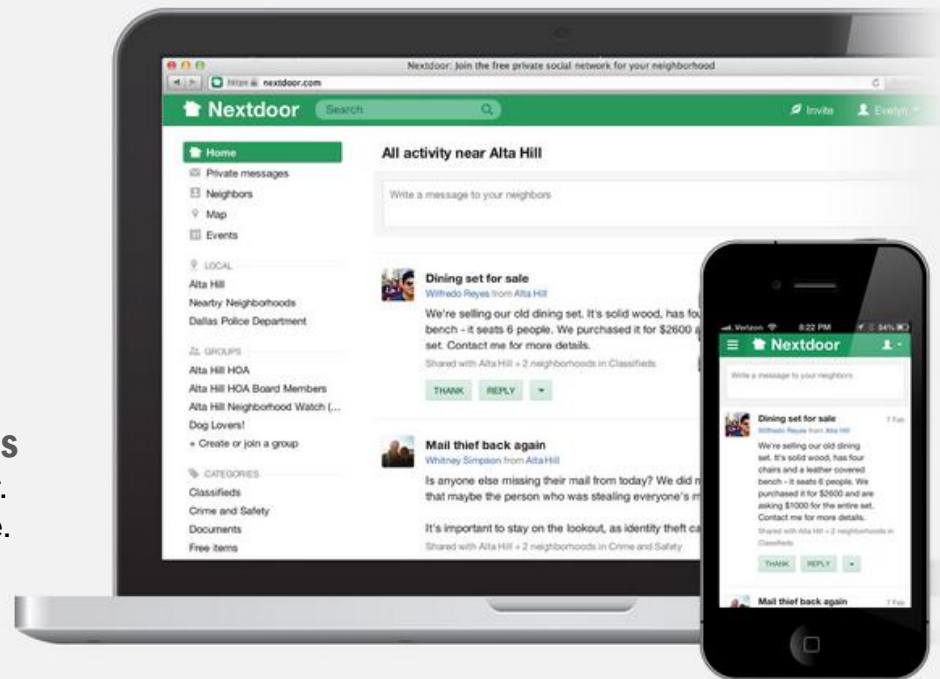 Nextdoor: Join the free private social network for your neighborhood
https nextdoor.com
Nextdoor
Search
Invite
Evelyn
Home
Private messages
Neighbors
Map
Events
LOCAL
Alta Hill
Nearby Neighborhoods
Dallas Police Department
GROUPS
Alta Hill HOA
Alta Hill HOA Board Members
Alta Hill Neighborhood Watch (...
Dog Lovers!
+ Create or join a group
CATEGORIES
Classifieds
Crime and Safety
Documents
Free items
All activity near Alta Hill
Write a message to your neighbors
Dining set for sale
Wilfredo Reyes from Alta Hill
We're selling our old dining set. It's solid wood, has fou
bench - it seats 6 people. We purchased it for $2600 a
set. Contact me for more details.
Shared with Alta Hill + 2 neighborhoods in Classifieds
THANK REPLY
Mail thief back again
Whitney Simpson from Alta Hill
Is anyone else missing their mail from today? We did n
that maybe the person who was stealing everyone's m
It's important to stay on the lookout, as identity theft ca
Shared with Alta Hill + 2 neighborhoods in Crime and Safety
Verizon 8:22 PM 54%
Nextdoor
Write a message to your neighbors
Dining set for sale 7 Feb
Wilfredo Reyes from Alta Hill
We're selling our old dining
set. It's solid wood, has four
chairs and a leather covered
bench - it seats 6 people. We
purchased it for $2600 and are
asking $1000 for the entire set.
Contact me for more details.
Shared with Alta Hill + 2 neighborhoods in
Classifieds
THANK REPLY
Mail thief back again 7 Feb
s
.
e.